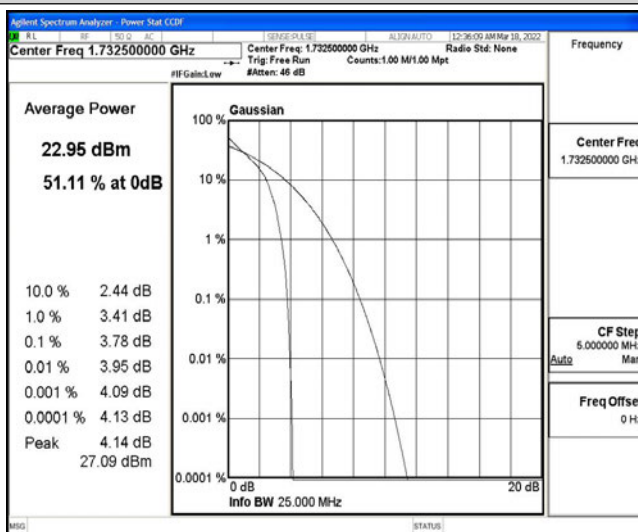 Agilent Spectrum Analyzer - Power Stat CCDF
RL RF 50 Ω AC SENSE:PULSE ALIGN AUTO 12:36:09 AM Mar 18, 2022
Center Freq 1.732500000 GHz
Center Freq: 1.732500000 GHz Radio Std: None
Trig: Free Run Counts:1.00 M/1.00 Mpt
#IFGain:Low #Atten: 46 dB
Frequency
Average Power
22.95 dBm
51.11 % at 0dB
10.0 % 2.44 dB
1.0 % 3.41 dB
0.1 % 3.78 dB
0.01 % 3.95 dB
0.001 % 4.09 dB
0.0001 % 4.13 dB
Peak 4.14 dB
27.09 dBm
Gaussian
100 %
10 %
1 %
0.1 %
0.01 %
0.001 %
0.0001 %
0 dB 20 dB
Info BW 25.000 MHz
Center Freq
1.732500000 GHz
CF Step
5.000000 MHz
Auto Man
Freq Offse
0 Hz
MSG STATUS